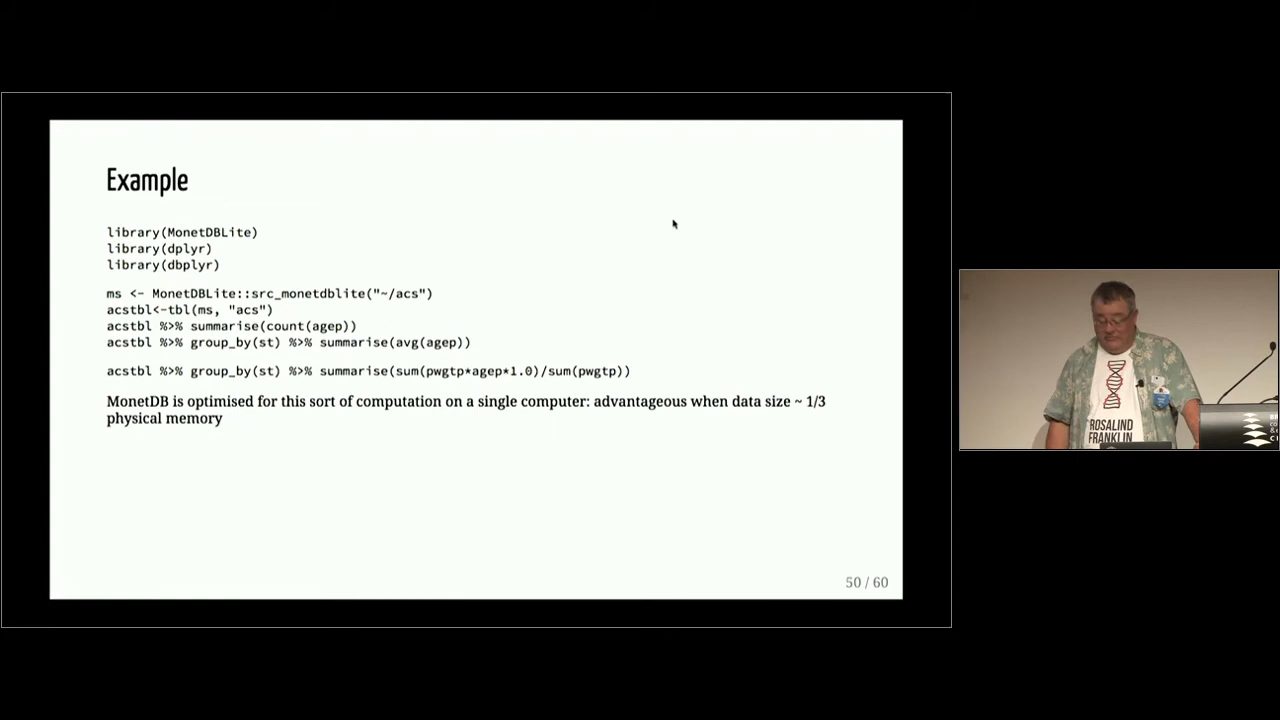 Example
library(MonetDBLite)
library(dplyr)
library(dbplyr)
ms <- MonetDBLite::src_monetdblite("~/acs")
acstbl<-tbl(ms, "acs")
acstbl %>% summarise(count(agep))
acstbl %>% group_by(st) %>% summarise(avg(agep))
acstbl %>% group_by(st) %>% summarise(sum(pwgtp*agep*1.0)/sum(pwgtp))
MonetDB is optimised for this sort of computation on a single computer: advantageous when data size ~ 1/3
physical memory
50 / 60
ROSALIND
FRANKLIN